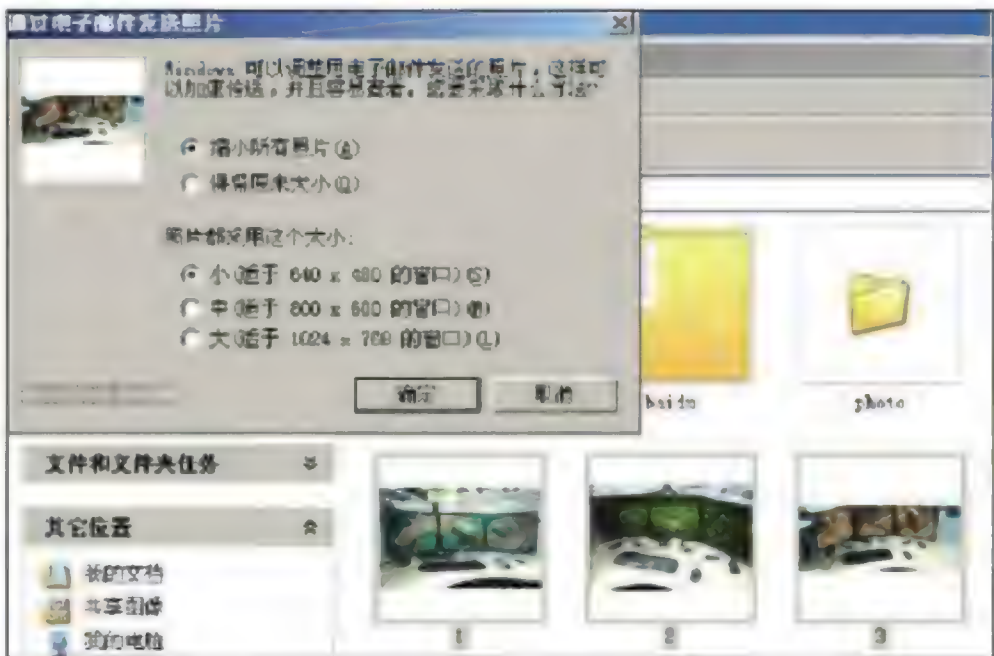 通过电子邮件发送照片
Windows 可以调整用电子邮件发送的照片，这样可
以加速传送，并且容易查看。您要采取什么方法?
缩小所有照片(A)
保留原来大小(O)
照片都采用这个大小:
小(适于 640 x 480 的窗口)(S)
中(适于 800 x 600 的窗口)(M)
大(适于 1024 x 768 的窗口)(L)
确定
取消
baidu
photo
文件和文件夹任务
其它位置
我的文档
共享图像
我的电脑
1
2
3